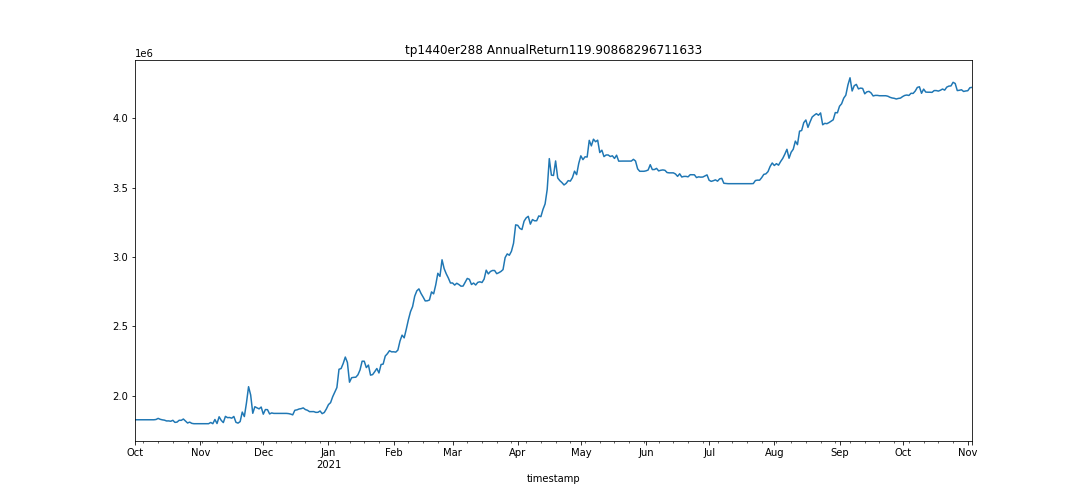 tp1440er288 AnnualReturn119.90868296711633
1e6
4.0
3.5
3.0
2.5
2.0
Oct Nov Dec Jan Feb Mar Apr May Jun Jul Aug Sep Oct Nov
2021
timestamp